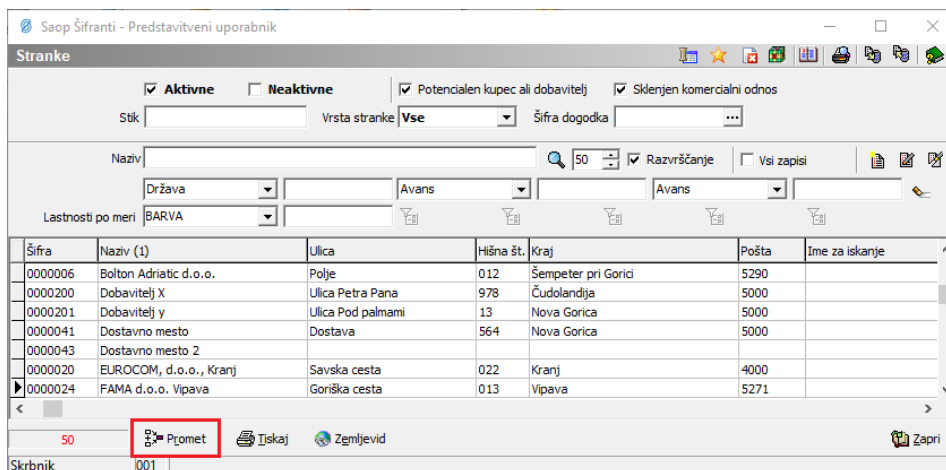 Saop Šifranti - Predstavitveni uporabnik
Stranke
Aktivne Neaktivne Potencialen kupec ali dobavitelj Sklenjen komercialni odnos
Stik Vrsta stranke Vse Šifra dogodka ...
Naziv 50 Razvrščanje Vsi zapisi
Država Avans Avans
Lastnosti po meri BARVA
Šifra Naziv (1) Ulica Hišna št. Kraj Pošta Ime za iskanje
0000006 Bolton Adriatic d.o.o. Polje 012 Šempeter pri Gorici 5290
0000200 Dobavitelj X Ulica Petra Pana 978 Čudolandija 5000
0000201 Dobavitelj y Ulica Pod palmami 13 Nova Gorica 5000
0000041 Dostavno mesto Dostava 564 Nova Gorica 5000
0000043 Dostavno mesto 2
0000020 EUROCOM, d.o.o., Kranj Savska cesta 022 Kranj 4000
0000024 FAMA d.o.o. Vipava Goriška cesta 013 Vipava 5271
50 Promet Tiskaj Zemljevid Zapri
Skrbnik 001